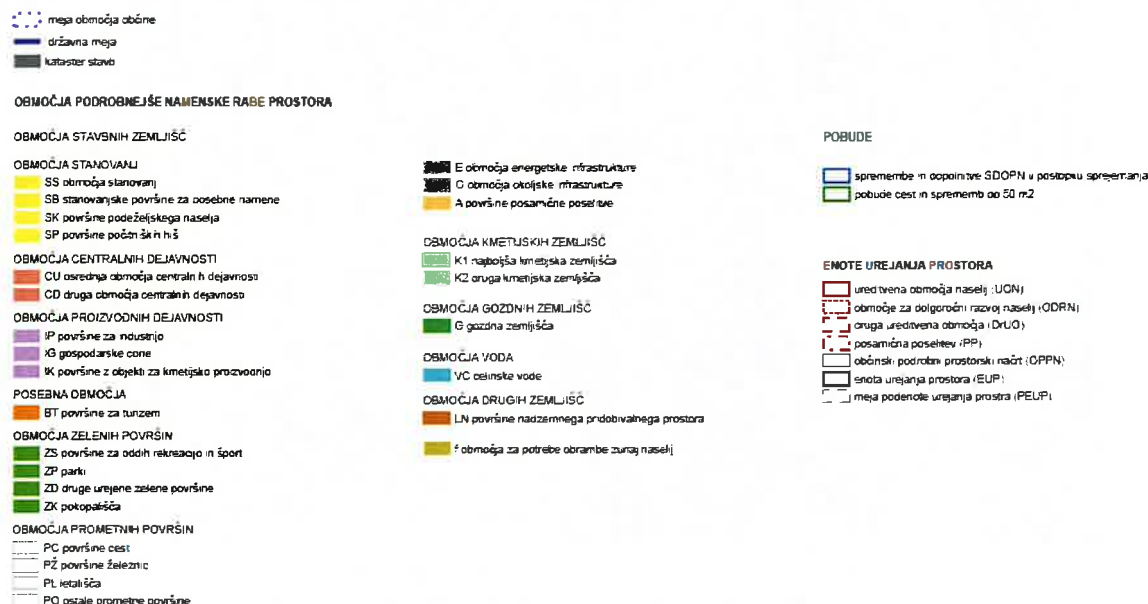 meja območja občine
državna meja
kataster stavb
OBMOČJA PODROBNEJŠE NAMENSKE RABE PROSTORA
OBMOČJA STAVBNIH ZEMLJIŠČ
OBMOČJA STANOVANJ
SS območja stanovanj
SB stanovanjske površine za posebne namene
SK površine podeželjskega naselja
SP površine počitniških hiš
OBMOČJA CENTRALNIH DEJAVNOSTI
CU osrednja območja centralnih dejavnosti
CD druga območja centralnih dejavnosti
OBMOČJA PROIZVODNIH DEJAVNOSTI
IP površine za industrijo
IG gospodarske cone
IK površine z objekti za kmetijsko proizvodnjo
POSEBNA OBMOČJA
BT površine za turizem
OBMOČJA ZELENIH POVRŠIN
ZS površine za oddih rekreacijo in šport
ZP parki
ZD druge urejene zelene površine
ZK pokopališča
OBMOČJA PROMETNIH POVRŠIN
PC površine cest
PŽ površine železnic
PL letališča
PO ostale prometne površine
E območja energetske infrastrukture
O območja okoljske infrastrukture
A površine posamične poselitve
OBMOČJA KMETIJSKIH ZEMLJIŠČ
K1 najboljša kmetijska zemljišča
K2 druga kmetijska zemljišča
OBMOČJA GOZDNIH ZEMLJIŠČ
G gozdna zemljišča
OBMOČJA VODA
VC celinske vode
OBMOČJA DRUGIH ZEMLJIŠČ
LN površine nadzemnega pridobivalnega prostora
f območja za potrebe obrambe zunaj naselij
POBUDE
spremembe in dopolnitve SDOPN v postopku sprejemanja
pobude cest in sprememb do 50 m2
ENOTE UREJANJA PROSTORA
ureditvena območja naselij (UON)
območje za dolgoročni razvoj naselij (ODRN)
druga ureditvena območja (DrUO)
posamična poselitev (PP)
občinski podrobni prostorski načrt (OPPN)
enota urejanja prostora (EUP)
meja podenote urejanja prostra (PEUP)